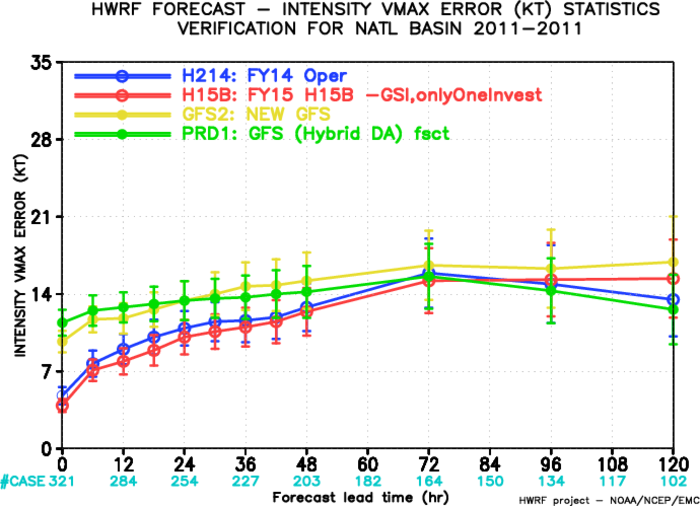 HWRF FORECAST – INTENSITY VMAX ERROR (KT) STATISTICS
VERIFICATION FOR NATL BASIN 2011–2011
INTENSITY VMAX ERROR (KT)
35
28
21
14
7
0
H214: FY14 Oper
H15B: FY15 H15B –GSI,onlyOneInvest
GFS2: NEW GFS
PRD1: GFS (Hybrid DA) fsct
0 12 24 36 48 60 72 84 96 108 120
#CASE 321 284 254 227 203 182 164 150 134 117 102
Forecast lead time (hr)
HWRF project – NOAA/NCEP/EMC